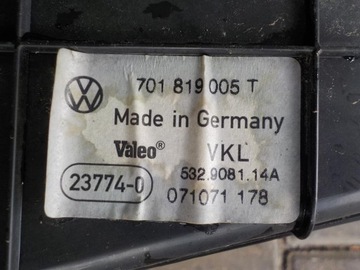 701 819 005 T
Made in Germany
Valeo® VKL
532.9081.14A
23774-0
071071 178